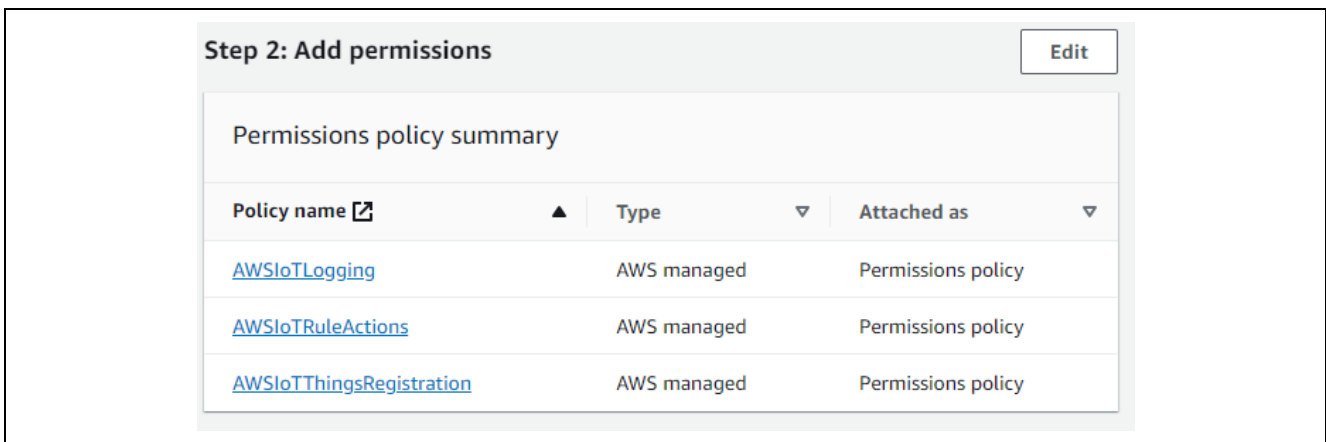 Step 2: Add permissions Edit
Permissions policy summary
Policy name Type Attached as
AWSIoTLogging AWS managed Permissions policy
AWSIoTRuleActions AWS managed Permissions policy
AWSIoTThingsRegistration AWS managed Permissions policy